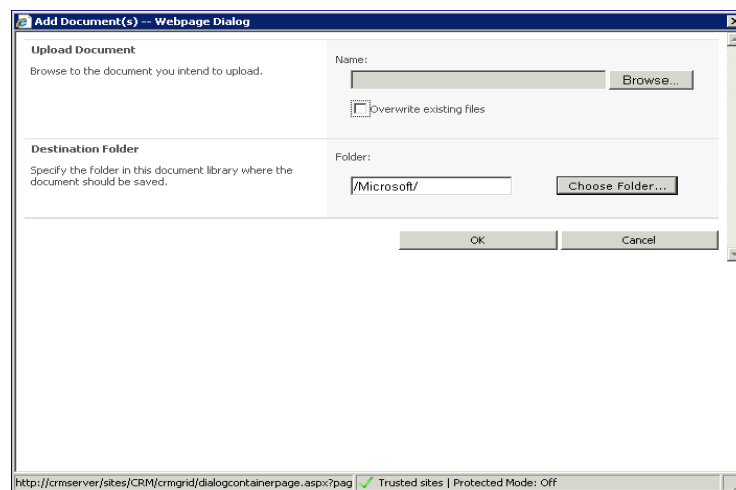 Add Document(s) -- Webpage Dialog
Upload Document
Browse to the document you intend to upload.
Name:
Browse...
Overwrite existing files
Destination Folder
Specify the folder in this document library where the
document should be saved.
Folder:
/Microsoft/
Choose Folder...
OK
Cancel
http://crmserver/sites/CRM/crmgrid/dialogcontainerpage.aspx?pag
Trusted sites | Protected Mode: Off